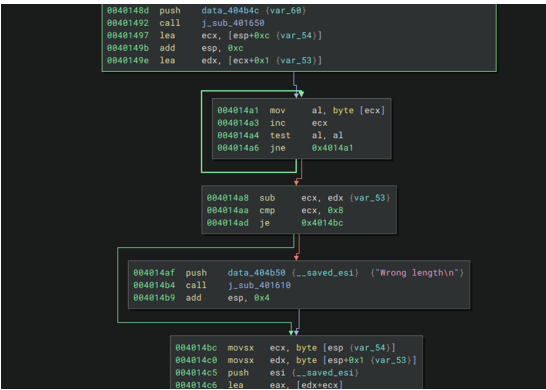 0040148d push data_404b4c {var_60}
00401492 call j_sub_401650
00401497 lea ecx, [esp+0xc {var_54}]
0040149b add esp, 0xc
0040149e lea edx, [ecx+0x1 {var_53}]
004014a1 mov al, byte [ecx]
004014a3 inc ecx
004014a4 test al, al
004014a6 jne 0x4014a1
004014a8 sub ecx, edx {var_53}
004014aa cmp ecx, 0x8
004014ad je 0x4014bc
004014af push data_404b50 {__saved_esi} {"Wrong length\n"}
004014b4 call j_sub_401610
004014b9 add esp, 0x4
004014bc movsx ecx, byte [esp {var_54}]
004014c0 movsx edx, byte [esp+0x1 {var_53}]
004014c5 push esi {__saved_esi}
004014c6 lea eax, [edx+ecx]